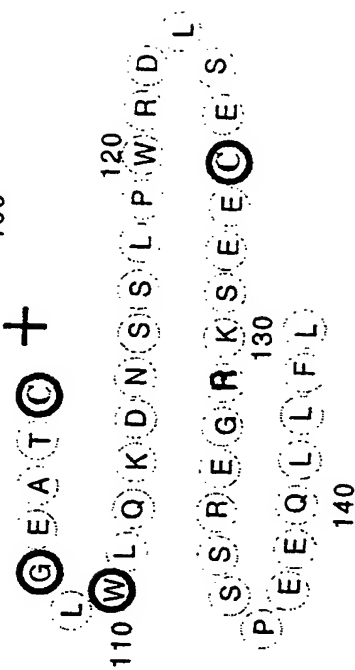 +
G E A T C
L
120
W L Q K D N S S L P W R D
110
L
S S R E G R K S E E C E S
130
P
E E Q L L F L
140